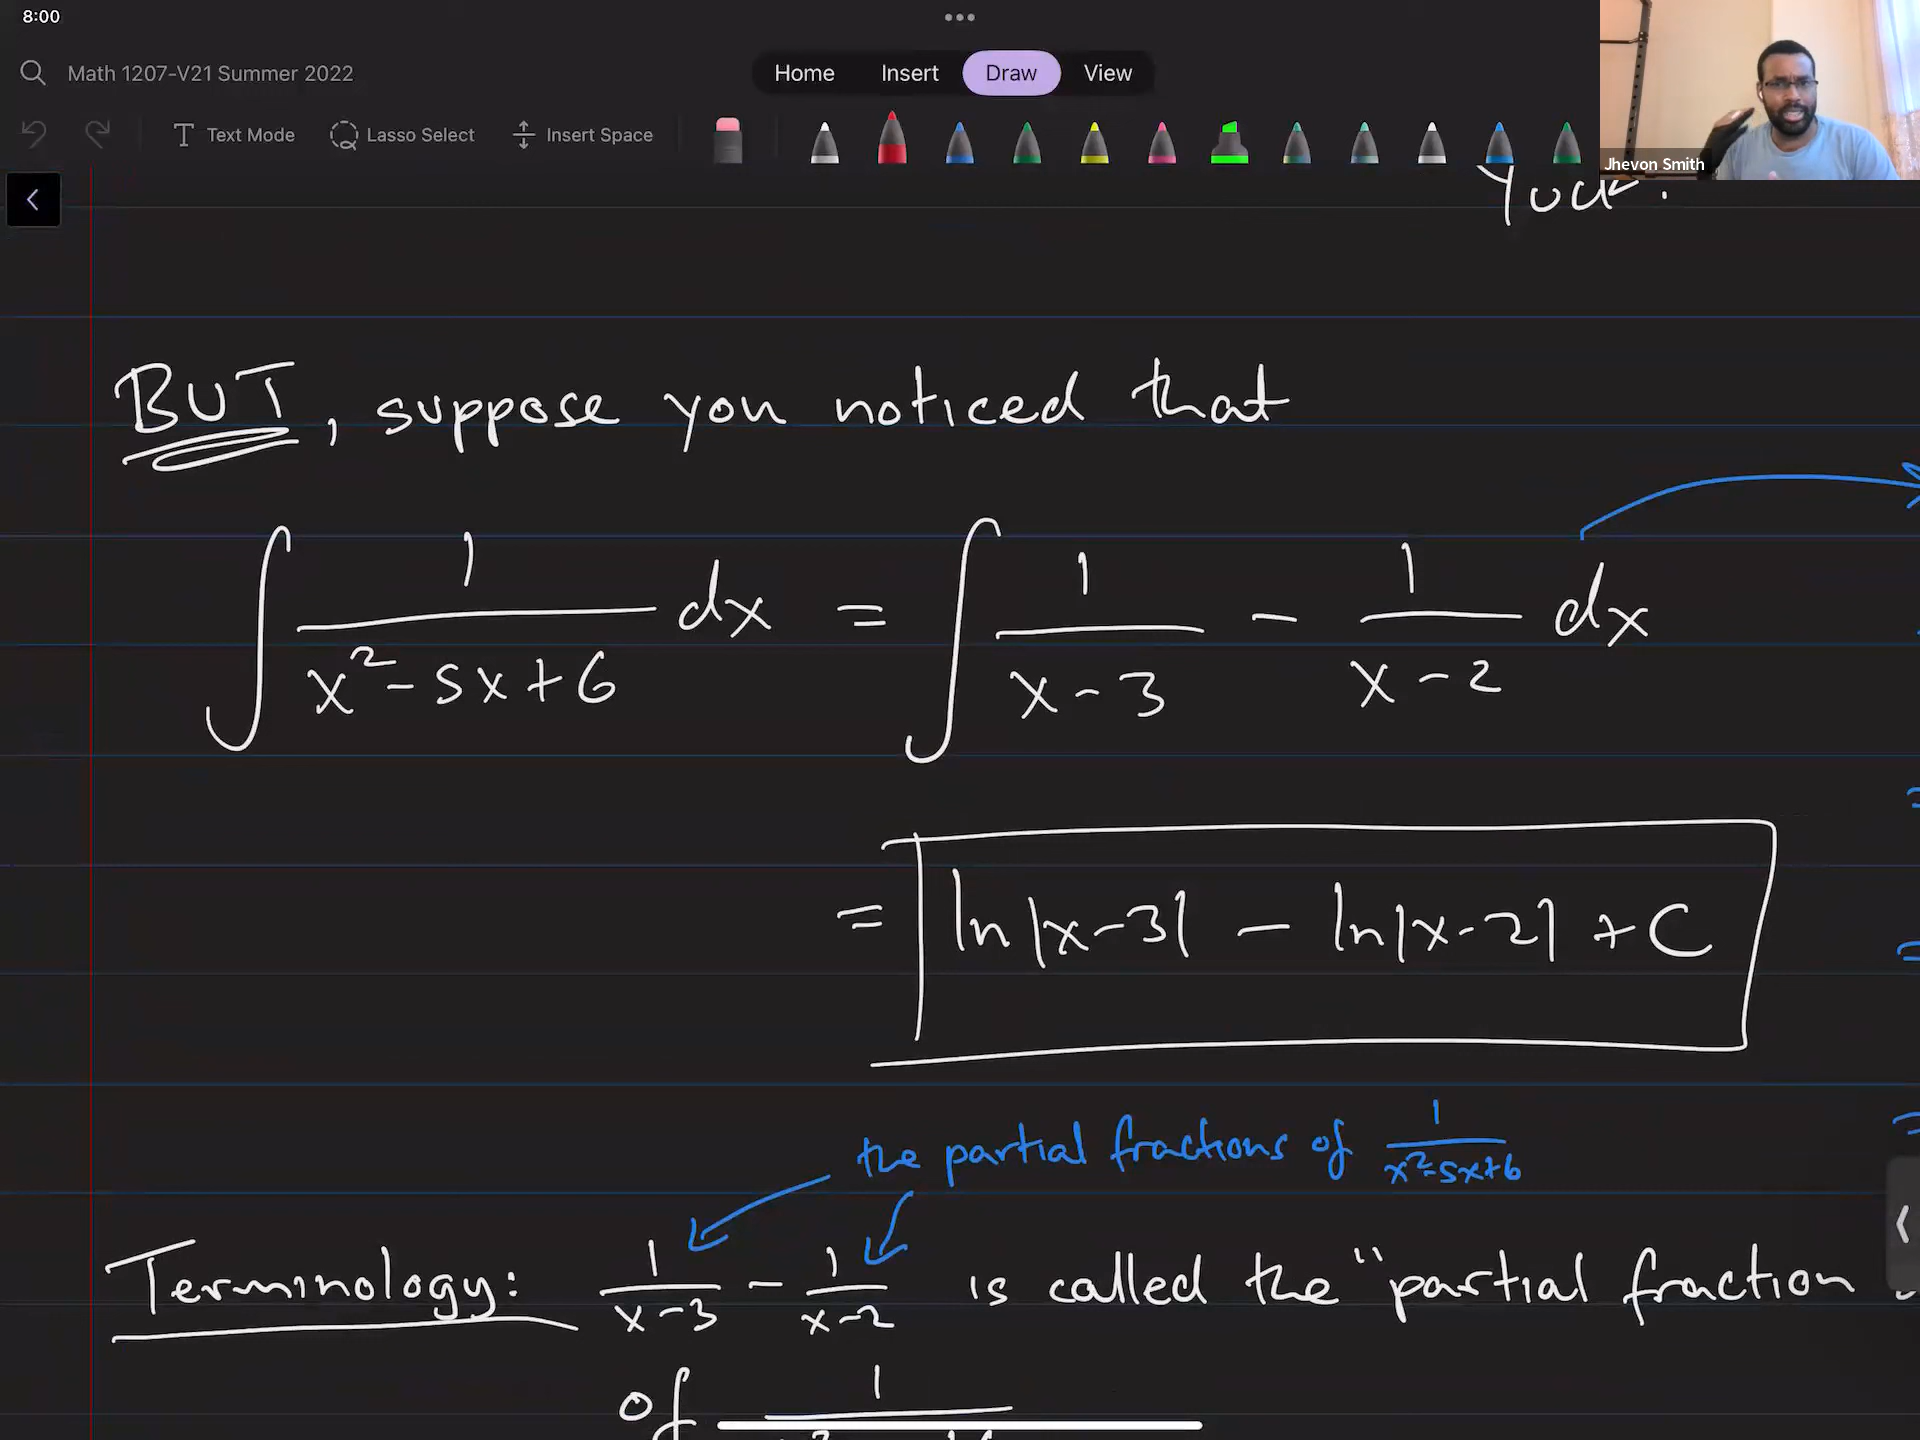 8:00
Math 1207-V21 Summer 2022
Home Insert Draw View
Text Mode Lasso Select Insert Space
Jhevon Smith
Yuck.
BUT, suppose you noticed that
∫ 1/(x²-5x+6) dx = ∫ 1/(x-3) - 1/(x-2) dx
= ln|x-3| - ln|x-2| + C
the partial fractions of 1/(x²-5x+6)
Terminology: 1/(x-3) - 1/(x-2) is called the "partial fraction
of 1